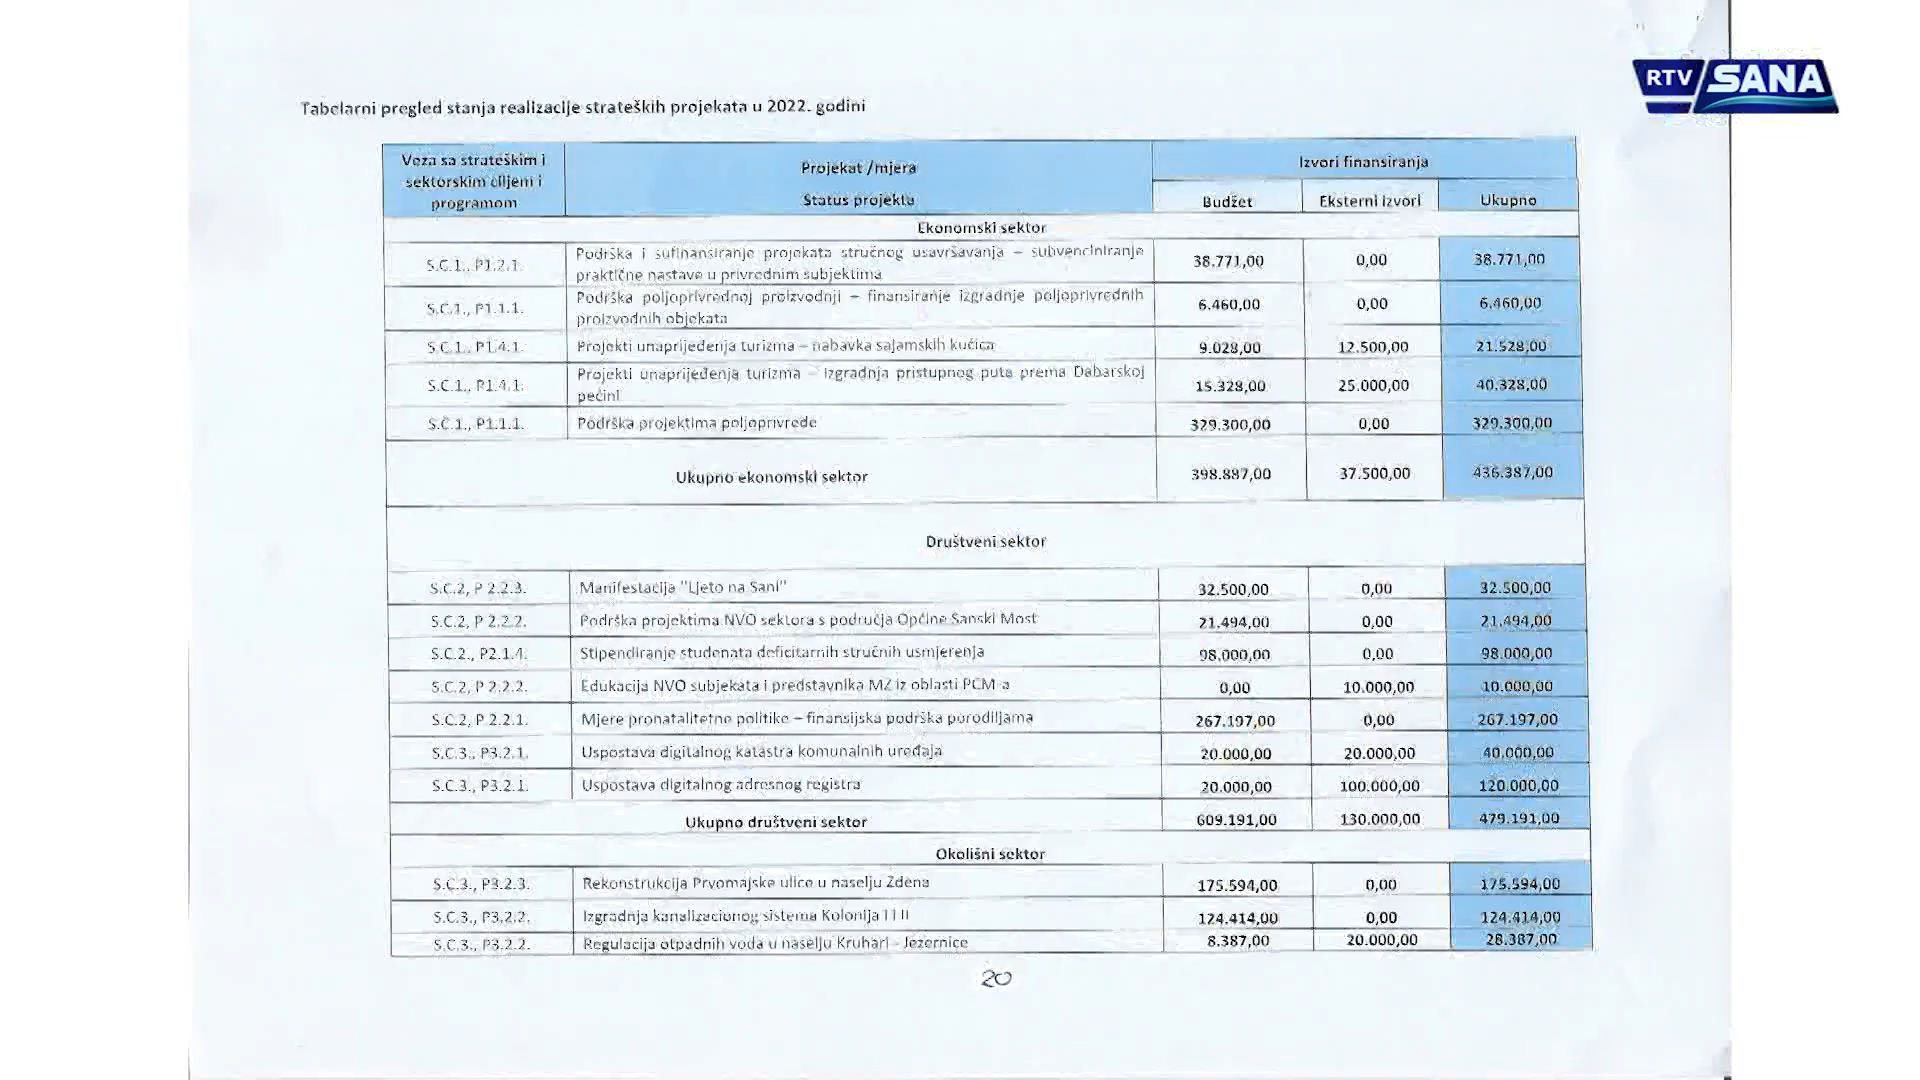 RTV SANA
Tabelarni pregled stanja realizacije strateških projekata u 2022. godini
Veza sa strateškim i
sektorskim ciljem i
programom
Projekat /mjera
Status projekta
Izvori finansiranja
Budžet Eksterni izvori Ukupno
Ekonomski sektor
S.C.1., P1.2.1. Podrška i sufinansiranje projekata stručnog usavršavanja – subvenciniranje
praktične nastave u privrednim subjektima 38.771,00 0,00 38.771,00
S.C.1., P1.1.1. Podrška poljoprivrednoj proizvodnji – finansiranje izgradnje poljoprivrednih
proizvodnih objekata 6.460,00 0,00 6.460,00
S.C.1., P1.4.1. Projekti unaprijeđenja turizma – nabavka sajamskih kućica 9.028,00 12.500,00 21.528,00
S.C.1., P1.4.1. Projekti unaprijeđenja turizma – izgradnja pristupnog puta prema Dabarskoj
pećini 15.328,00 25.000,00 40.328,00
S.C.1., P1.1.1. Podrška projektima poljoprivrede 329.300,00 0,00 329.300,00
Ukupno ekonomski sektor 398.887,00 37.500,00 436.387,00
Društveni sektor
S.C.2, P 2.2.3. Manifestacija "Ljeto na Sani" 32.500,00 0,00 32.500,00
S.C.2, P 2.2.2. Podrška projektima NVO sektora s područja Općine Sanski Most 21.494,00 0,00 21.494,00
S.C.2., P2.1.4. Stipendiranje studenata deficitarnih stručnih usmjerenja 98.000,00 0,00 98.000,00
S.C.2, P 2.2.2. Edukacija NVO subjekata i predstavnika MZ iz oblasti PCM-a 0,00 10.000,00 10.000,00
S.C.2, P 2.2.1. Mjere pronatalitetne politike – finansijska podrška porodiljama 267.197,00 0,00 267.197,00
S.C.3., P3.2.1. Uspostava digitalnog katastra komunalnih uređaja 20.000,00 20.000,00 40.000,00
S.C.3., P3.2.1. Uspostava digitalnog adresnog registra 20.000,00 100.000,00 120.000,00
Ukupno društveni sektor 609.191,00 130.000,00 479.191,00
Okolišni sektor
S.C.3., P3.2.3. Rekonstrukcija Prvomajske ulice u naselju Zdena 175.594,00 0,00 175.594,00
S.C.3., P3.2.2. Izgradnja kanalizacionog sistema Kolonija I i II 124.414,00 0,00 124.414,00
S.C.3., P3.2.2. Regulacija otpadnih voda u naselju Kruhari - Jezernice 8.387,00 20.000,00 28.387,00
20